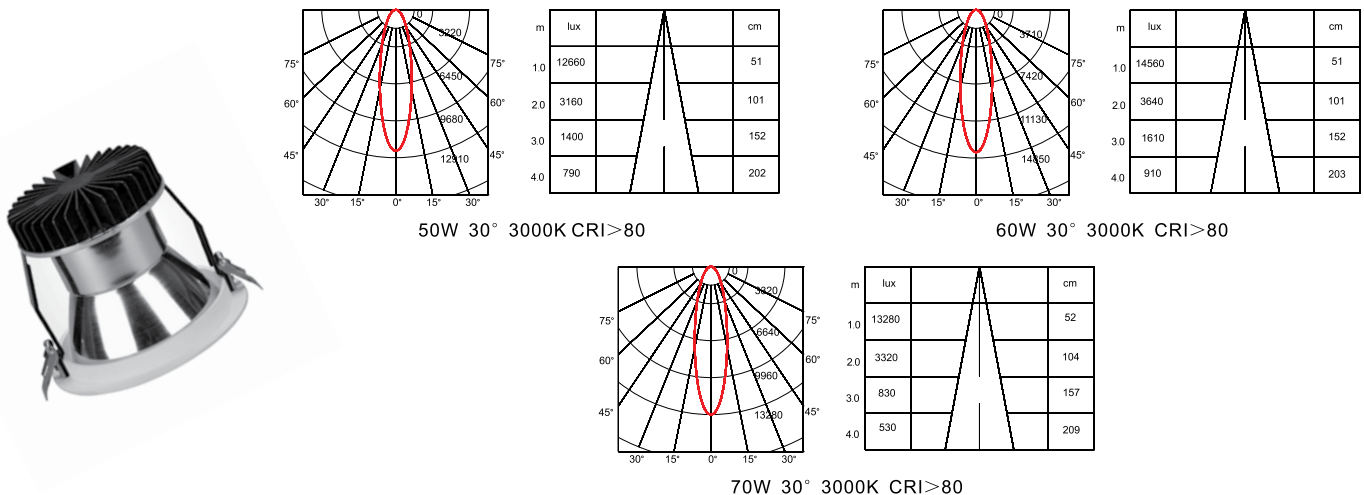 0
3220
6450
9680
12910
75° 75°
60° 60°
45° 45°
30° 15° 0° 15° 30°
m lux cm
1.0 12660 51
2.0 3160 101
3.0 1400 152
4.0 790 202
50W 30° 3000K CRI>80
0
3710
7420
11130
14850
75° 75°
60° 60°
45° 45°
30° 15° 0° 15° 30°
m lux cm
1.0 14560 51
2.0 3640 101
3.0 1610 152
4.0 910 203
60W 30° 3000K CRI>80
0
3320
6640
9960
13280
75° 75°
60° 60°
45° 45°
30° 15° 0° 15° 30°
m lux cm
1.0 13280 52
2.0 3320 104
3.0 830 157
4.0 530 209
70W 30° 3000K CRI>80